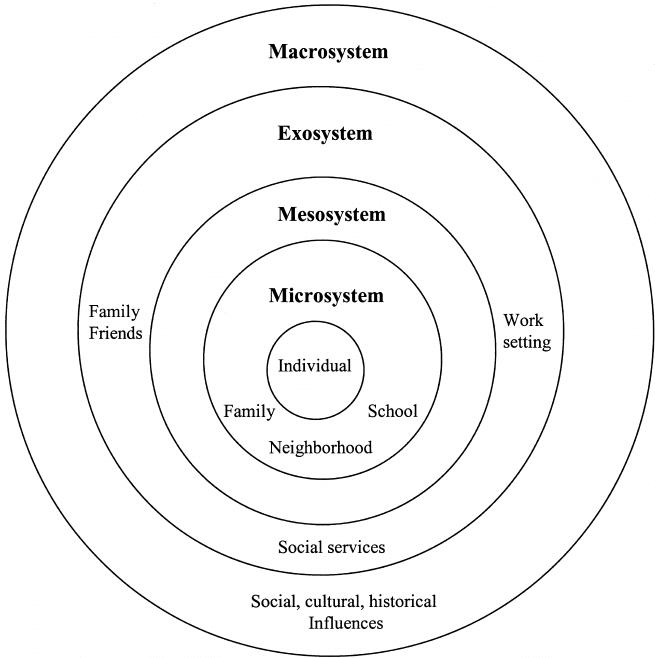 Macrosystem
Exosystem
Mesosystem
Microsystem
Family
Friends
Work
setting
Individual
Family
School
Neighborhood
Social services
Social, cultural, historical
Influences